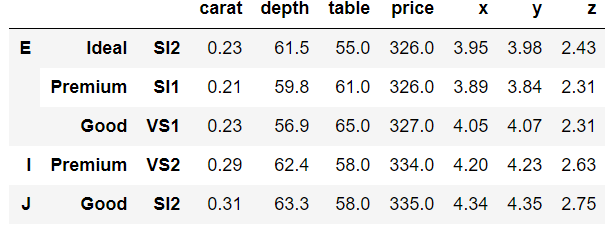 carat depth table price x y z
E Ideal SI2 0.23 61.5 55.0 326.0 3.95 3.98 2.43
Premium SI1 0.21 59.8 61.0 326.0 3.89 3.84 2.31
Good VS1 0.23 56.9 65.0 327.0 4.05 4.07 2.31
I Premium VS2 0.29 62.4 58.0 334.0 4.20 4.23 2.63
J Good SI2 0.31 63.3 58.0 335.0 4.34 4.35 2.75